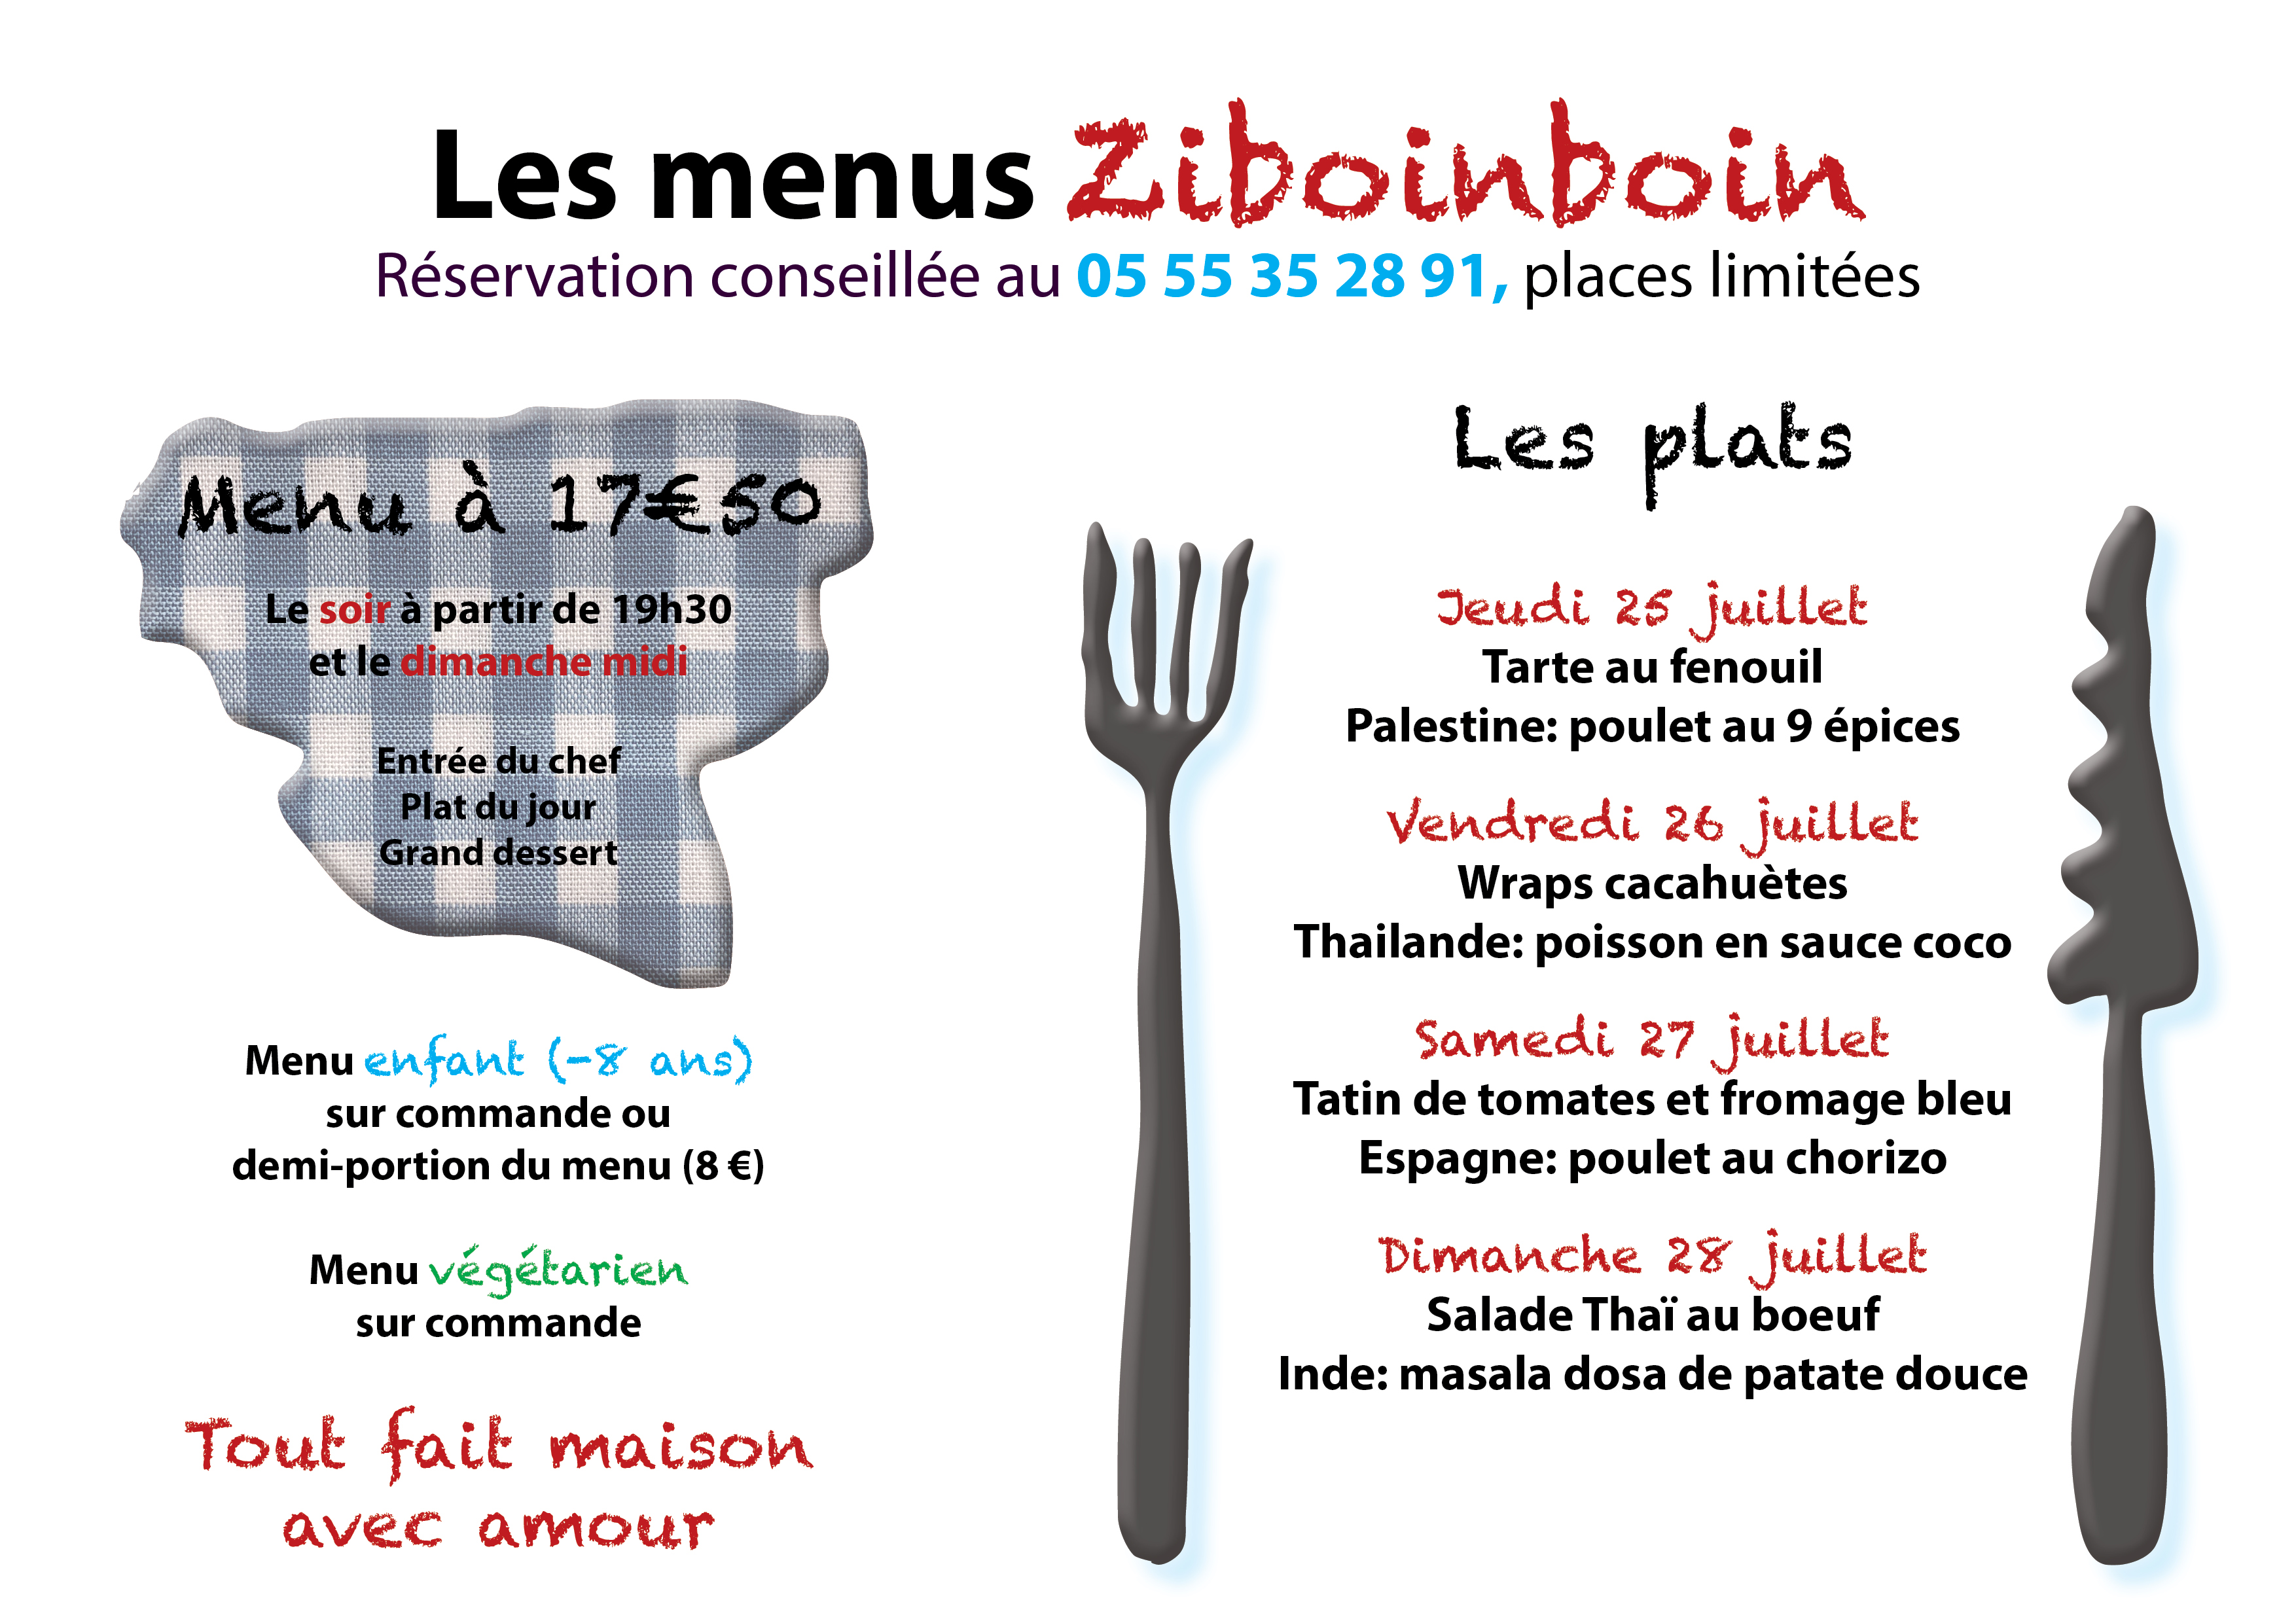 Les menus Ziboinboin
Réservation conseillée au 05 55 35 28 91, places limitées
Menu à 17€50
Le soir à partir de 19h30
et le dimanche midi
Entrée du chef
Plat du jour
Grand dessert
Menu enfant (-8 ans)
sur commande ou
demi-portion du menu (8 €)
Menu végétarien
sur commande
Tout fait maison
avec amour
Les plats
Jeudi 25 juillet
Tarte au fenouil
Palestine: poulet au 9 épices
Vendredi 26 juillet
Wraps cacahuètes
Thailande: poisson en sauce coco
Samedi 27 juillet
Tatin de tomates et fromage bleu
Espagne: poulet au chorizo
Dimanche 28 juillet
Salade Thaï au boeuf
Inde: masala dosa de patate douce